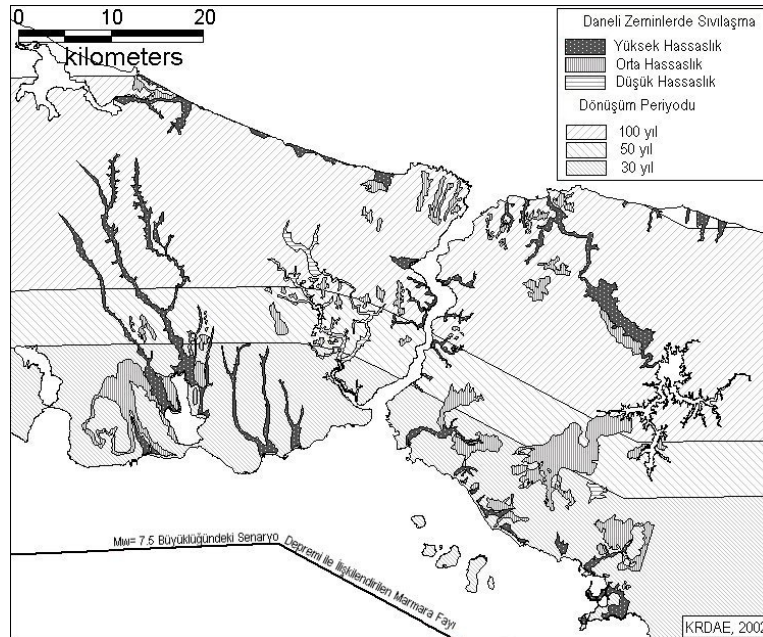 0 10 20
kilometers
Daneli Zeminlerde Sıvılaşma
Yüksek Hassaslık
Orta Hassaslık
Düşük Hassaslık
Dönüşüm Periyodu
100 yıl
50 yıl
30 yıl
Mw= 7.5 Büyüklüğündeki Senaryo Depremi ile İlişkilendirilen Marmara Fayı
KRDAE, 2002